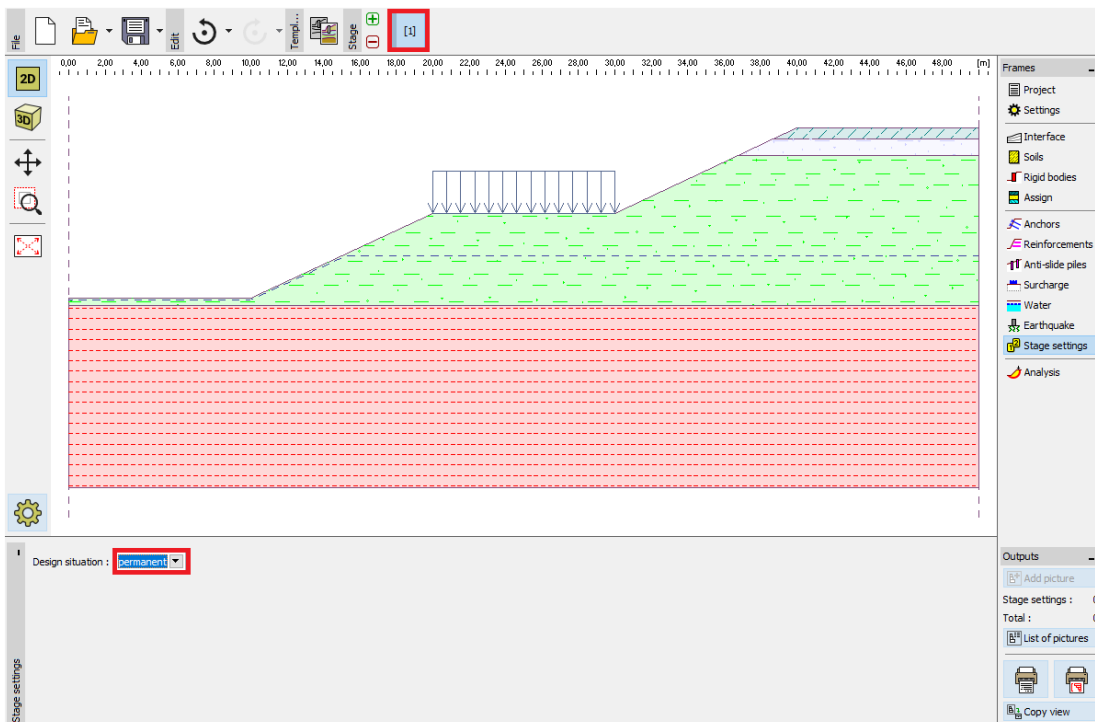 File
Edit
Templ...
Stage
[1]
2D
3D
0,00 2,00 4,00 6,00 8,00 10,00 12,00 14,00 16,00 18,00 20,00 22,00 24,00 26,00 28,00 30,00 32,00 34,00 36,00 38,00 40,00 42,00 44,00 46,00 48,00 [m]
Frames
Project
Settings
Interface
Soils
Rigid bodies
Assign
Anchors
Reinforcements
Anti-slide piles
Surcharge
Water
Earthquake
Stage settings
Analysis
Stage settings
Design situation : permanent
Outputs
Add picture
Stage settings :
Total :
List of pictures
Copy view